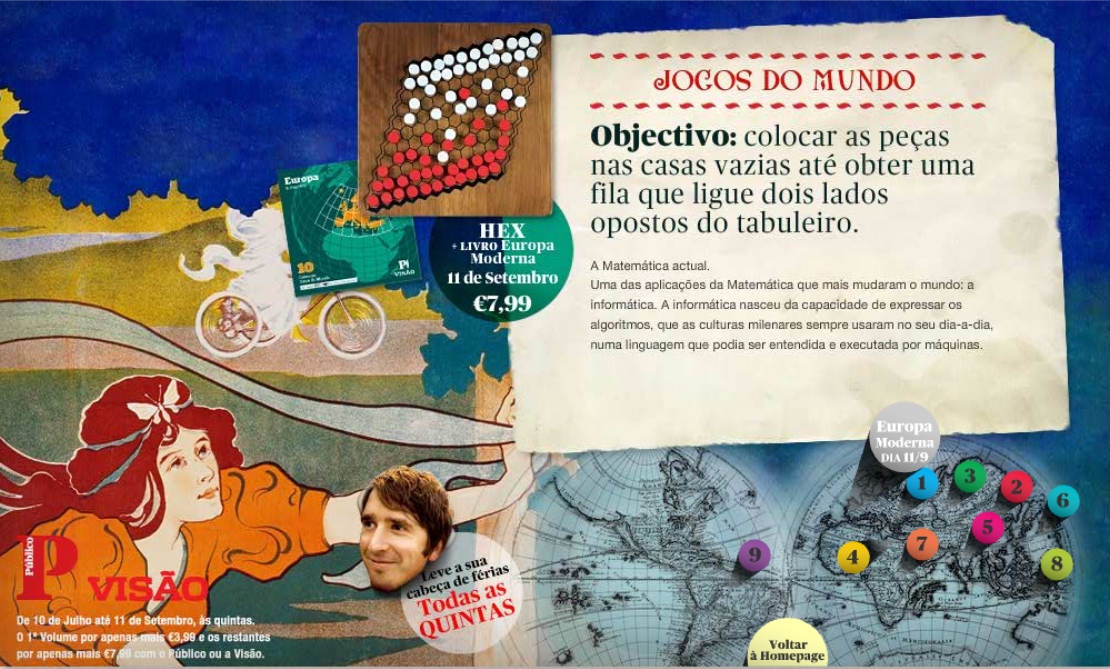 JOGOS DO MUNDO
Objectivo: colocar as peças
nas casas vazias até obter uma
fila que ligue dois lados
opostos do tabuleiro.
A Matemática actual.
Uma das aplicações da Matemática que mais mudaram o mundo: a
informática. A informática nasceu da capacidade de expressar os
algoritmos, que as culturas milenares sempre usaram no seu dia-a-dia,
numa linguagem que podia ser entendida e executada por máquinas.
Europa
10
VISÃO
HEX
+ LIVRO Europa
Moderna
11 de Setembro
€7,99
Europa
Moderna
DIA 11/9
1
3
2
6
5
7
4
9
8
Leve a sua
cabeça de férias
Todas as
QUINTAS
Público
P
VISÃO
De 10 de Julho até 11 de Setembro, às quintas.
O 1º Volume por apenas mais €3,99 e os restantes
por apenas mais €7,99 com o Público ou a Visão.
Voltar
à Homepage